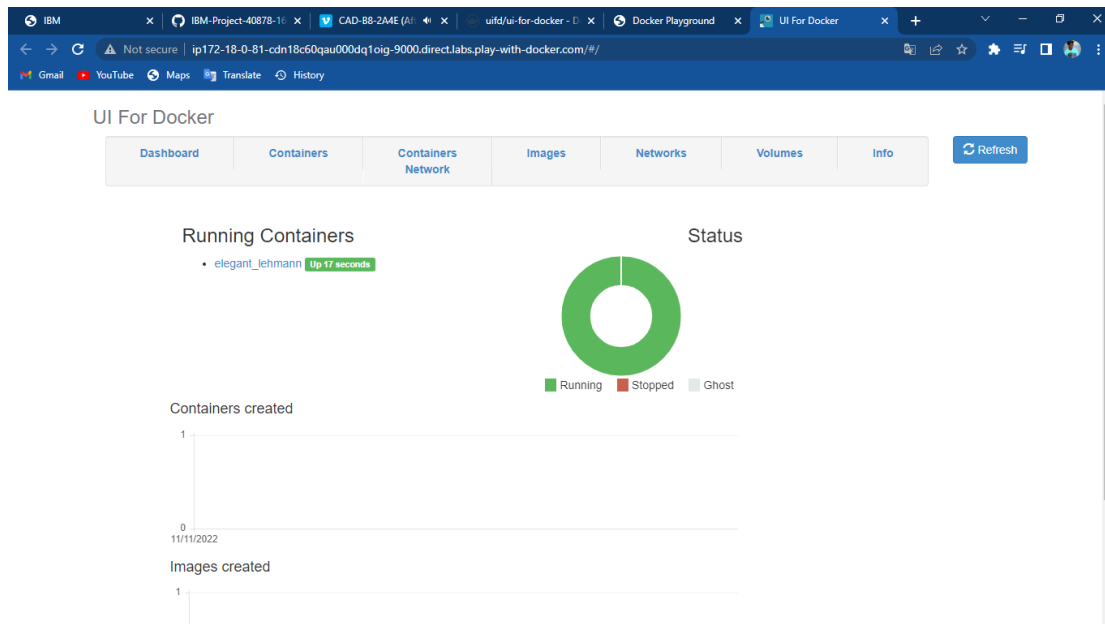 IBM
IBM-Project-40878-16
CAD-B8-2A4E (Aft
uifd/ui-for-docker - D
Docker Playground
UI For Docker
Not secure | ip172-18-0-81-cdn18c60qau000dq1oig-9000.direct.labs.play-with-docker.com/#/
Gmail YouTube Maps Translate History
UI For Docker
Dashboard Containers Containers Network Images Networks Volumes Info Refresh
Running Containers
elegant_lehmann Up 17 seconds
Status
Running Stopped Ghost
Containers created
1
0
11/11/2022
Images created
1